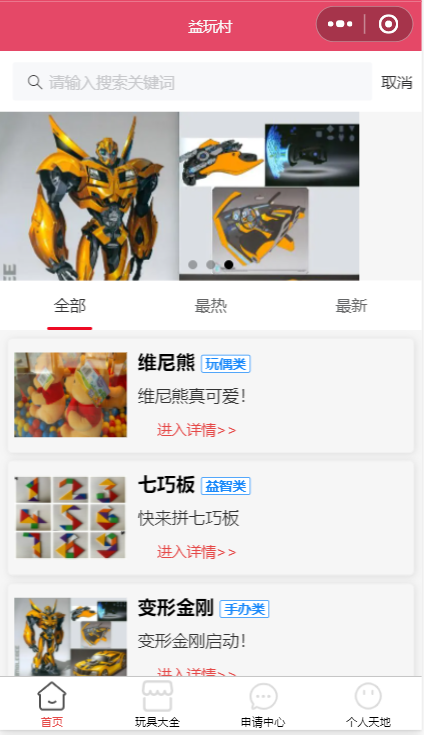 益玩村
请输入搜索关键词
取消
全部
最热
最新
维尼熊 玩偶类
维尼熊真可爱！
进入详情>>
七巧板 益智类
快来拼七巧板
进入详情>>
变形金刚 手办类
变形金刚启动！
进入详情>>
首页
玩具大全
申请中心
个人天地